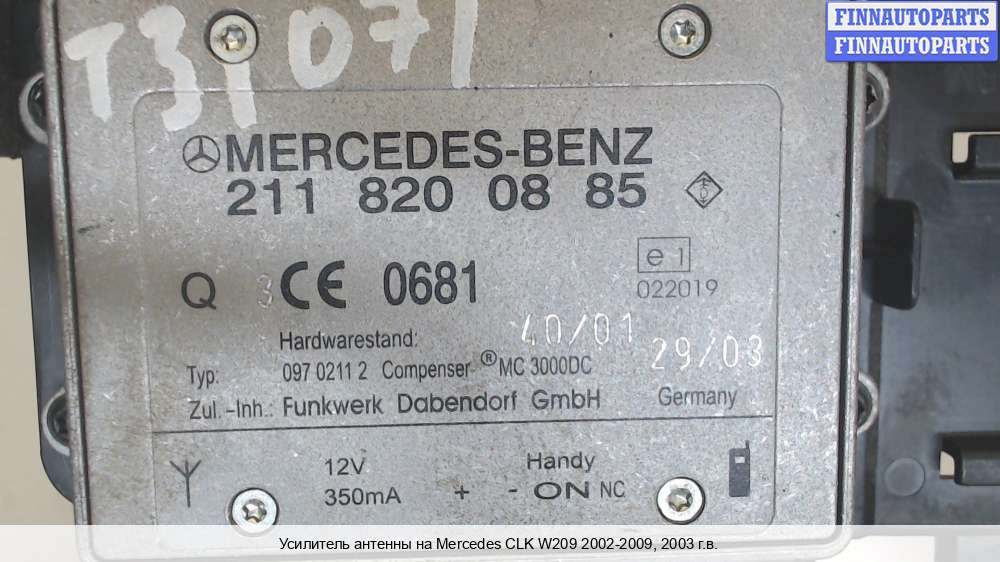 FINNAUTOPARTS
FINNAUTOPARTS
T31071
MERCEDES-BENZ
211 820 08 85
Q 3 CE 0681
e 1
022019
Hardwarestand: 40/01
29/03
Typ: 097 0211 2 Compenser ® MC 3000DC
Zul.-Inh.: Funkwerk Dabendorf GmbH Germany
12V Handy
350mA + - ON NC
Усилитель антенны на Mercedes CLK W209 2002-2009, 2003 г.в.